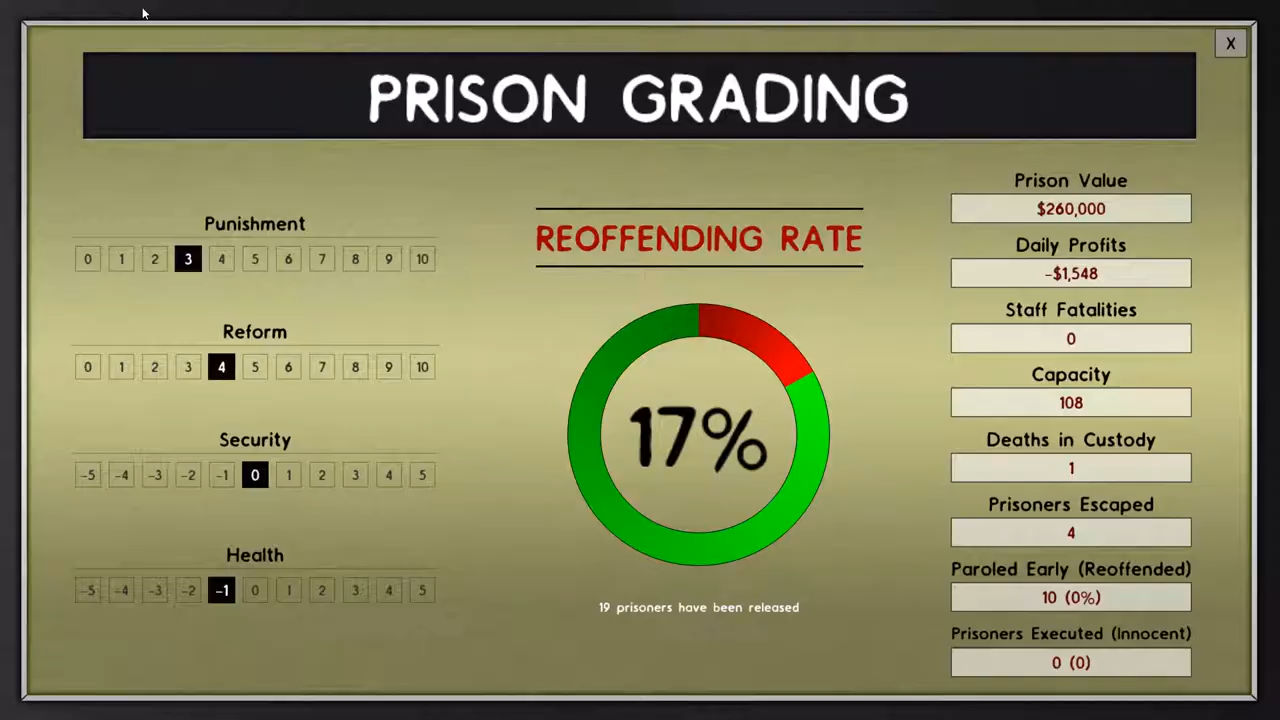 X
PRISON GRADING
Punishment
0 1 2 3 4 5 6 7 8 9 10
Reform
0 1 2 3 4 5 6 7 8 9 10
Security
-5 -4 -3 -2 -1 0 1 2 3 4 5
Health
-5 -4 -3 -2 -1 0 1 2 3 4 5
REOFFENDING RATE
17%
19 prisoners have been released
Prison Value
$260,000
Daily Profits
-$1,548
Staff Fatalities
0
Capacity
108
Deaths in Custody
1
Prisoners Escaped
4
Paroled Early (Reoffended)
10 (0%)
Prisoners Executed (Innocent)
0 (0)